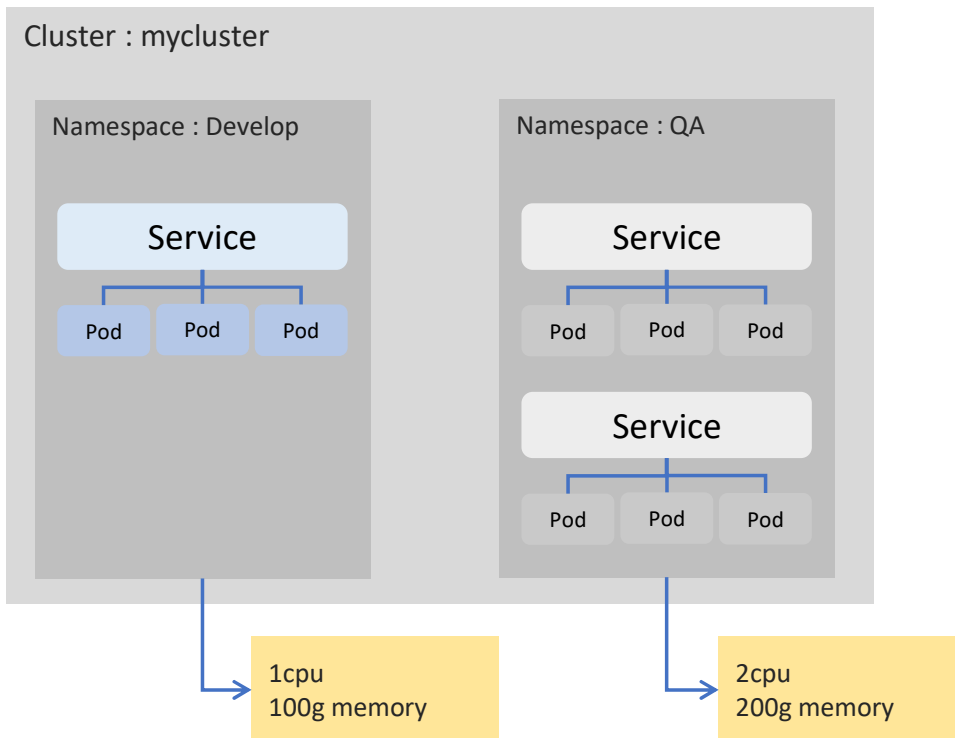 Cluster : mycluster
Namespace : Develop
Service
Pod
Pod
Pod
1cpu
100g memory
Namespace : QA
Service
Pod
Pod
Pod
Service
Pod
Pod
Pod
2cpu
200g memory